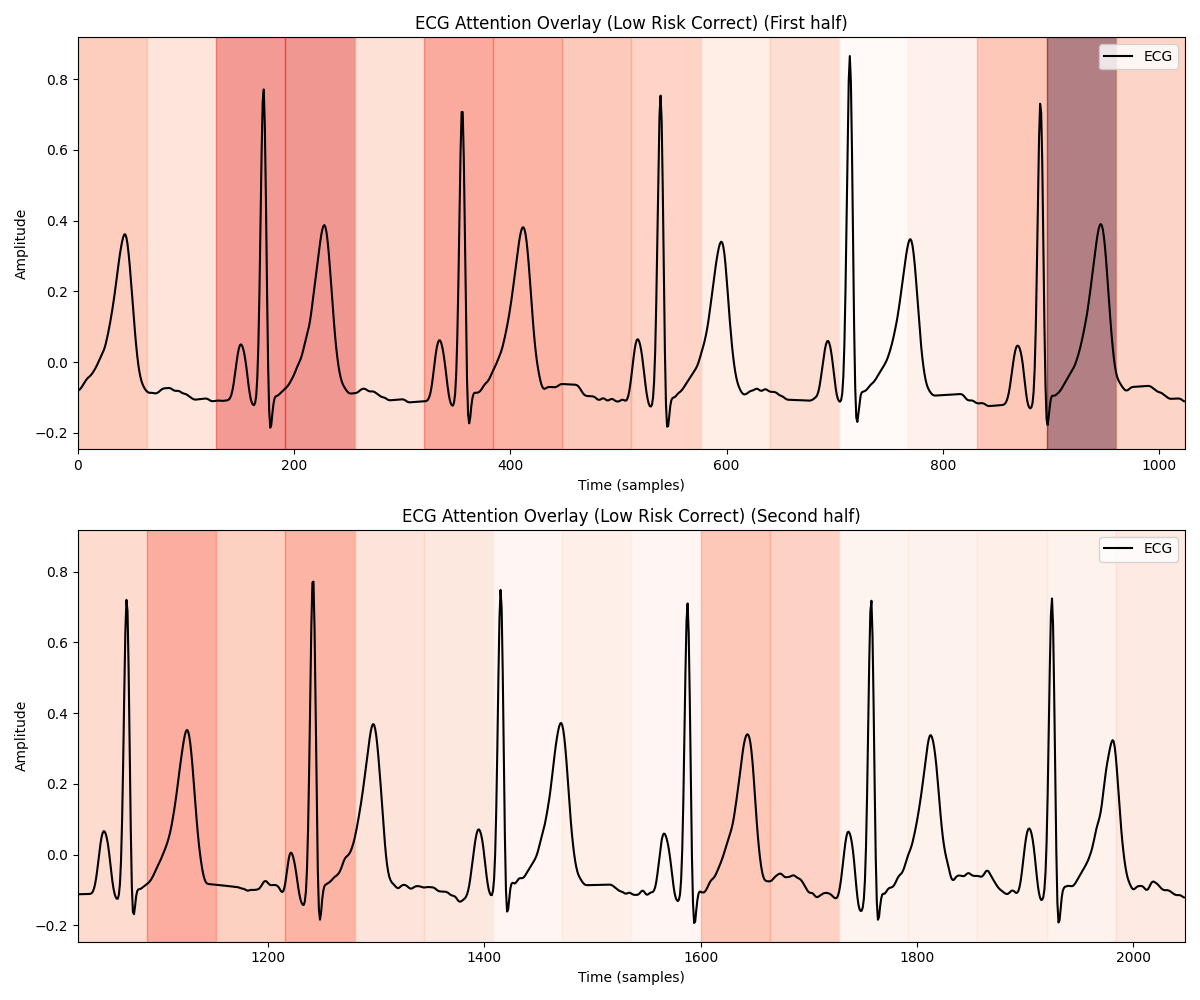 ECG Attention Overlay (Low Risk Correct) (First half)
ECG
0.8
0.6
0.4
0.2
0.0
−0.2
Amplitude
0 200 400 600 800 1000
Time (samples)
ECG Attention Overlay (Low Risk Correct) (Second half)
ECG
0.8
0.6
0.4
0.2
0.0
−0.2
Amplitude
1200 1400 1600 1800 2000
Time (samples)